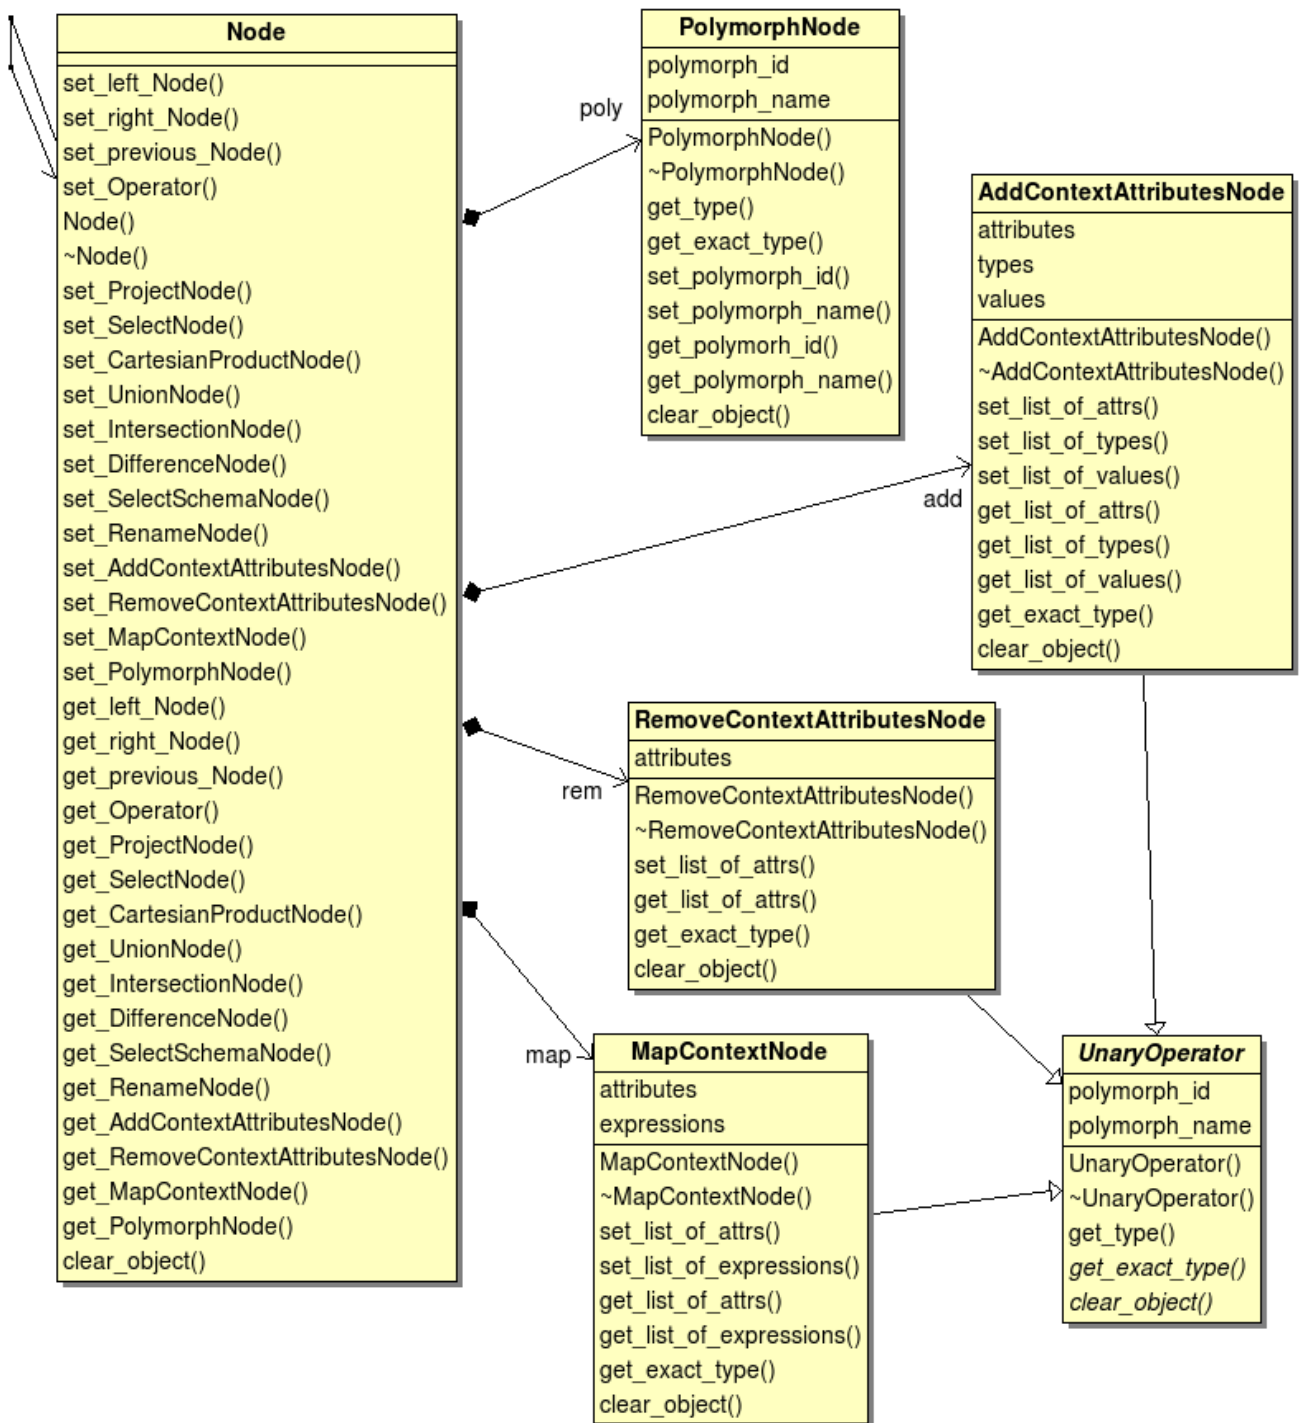 Node
set_left_Node()
set_right_Node()
set_previous_Node()
set_Operator()
Node()
~Node()
set_ProjectNode()
set_SelectNode()
set_CartesianProductNode()
set_UnionNode()
set_IntersectionNode()
set_DifferenceNode()
set_SelectSchemaNode()
set_RenameNode()
set_AddContextAttributesNode()
set_RemoveContextAttributesNode()
set_MapContextNode()
set_PolymorphNode()
get_left_Node()
get_right_Node()
get_previous_Node()
get_Operator()
get_ProjectNode()
get_SelectNode()
get_CartesianProductNode()
get_UnionNode()
get_IntersectionNode()
get_DifferenceNode()
get_SelectSchemaNode()
get_RenameNode()
get_AddContextAttributesNode()
get_RemoveContextAttributesNode()
get_MapContextNode()
get_PolymorphNode()
clear_object()
poly
PolymorphNode
polymorph_id
polymorph_name
PolymorphNode()
~PolymorphNode()
get_type()
get_exact_type()
set_polymorph_id()
set_polymorph_name()
get_polymorh_id()
get_polymorph_name()
clear_object()
add
AddContextAttributesNode
attributes
types
values
AddContextAttributesNode()
~AddContextAttributesNode()
set_list_of_attrs()
set_list_of_types()
set_list_of_values()
get_list_of_attrs()
get_list_of_types()
get_list_of_values()
get_exact_type()
clear_object()
rem
RemoveContextAttributesNode
attributes
RemoveContextAttributesNode()
~RemoveContextAttributesNode()
set_list_of_attrs()
get_list_of_attrs()
get_exact_type()
clear_object()
map
MapContextNode
attributes
expressions
MapContextNode()
~MapContextNode()
set_list_of_attrs()
set_list_of_expressions()
get_list_of_attrs()
get_list_of_expressions()
get_exact_type()
clear_object()
UnaryOperator
polymorph_id
polymorph_name
UnaryOperator()
~UnaryOperator()
get_type()
get_exact_type()
clear_object()